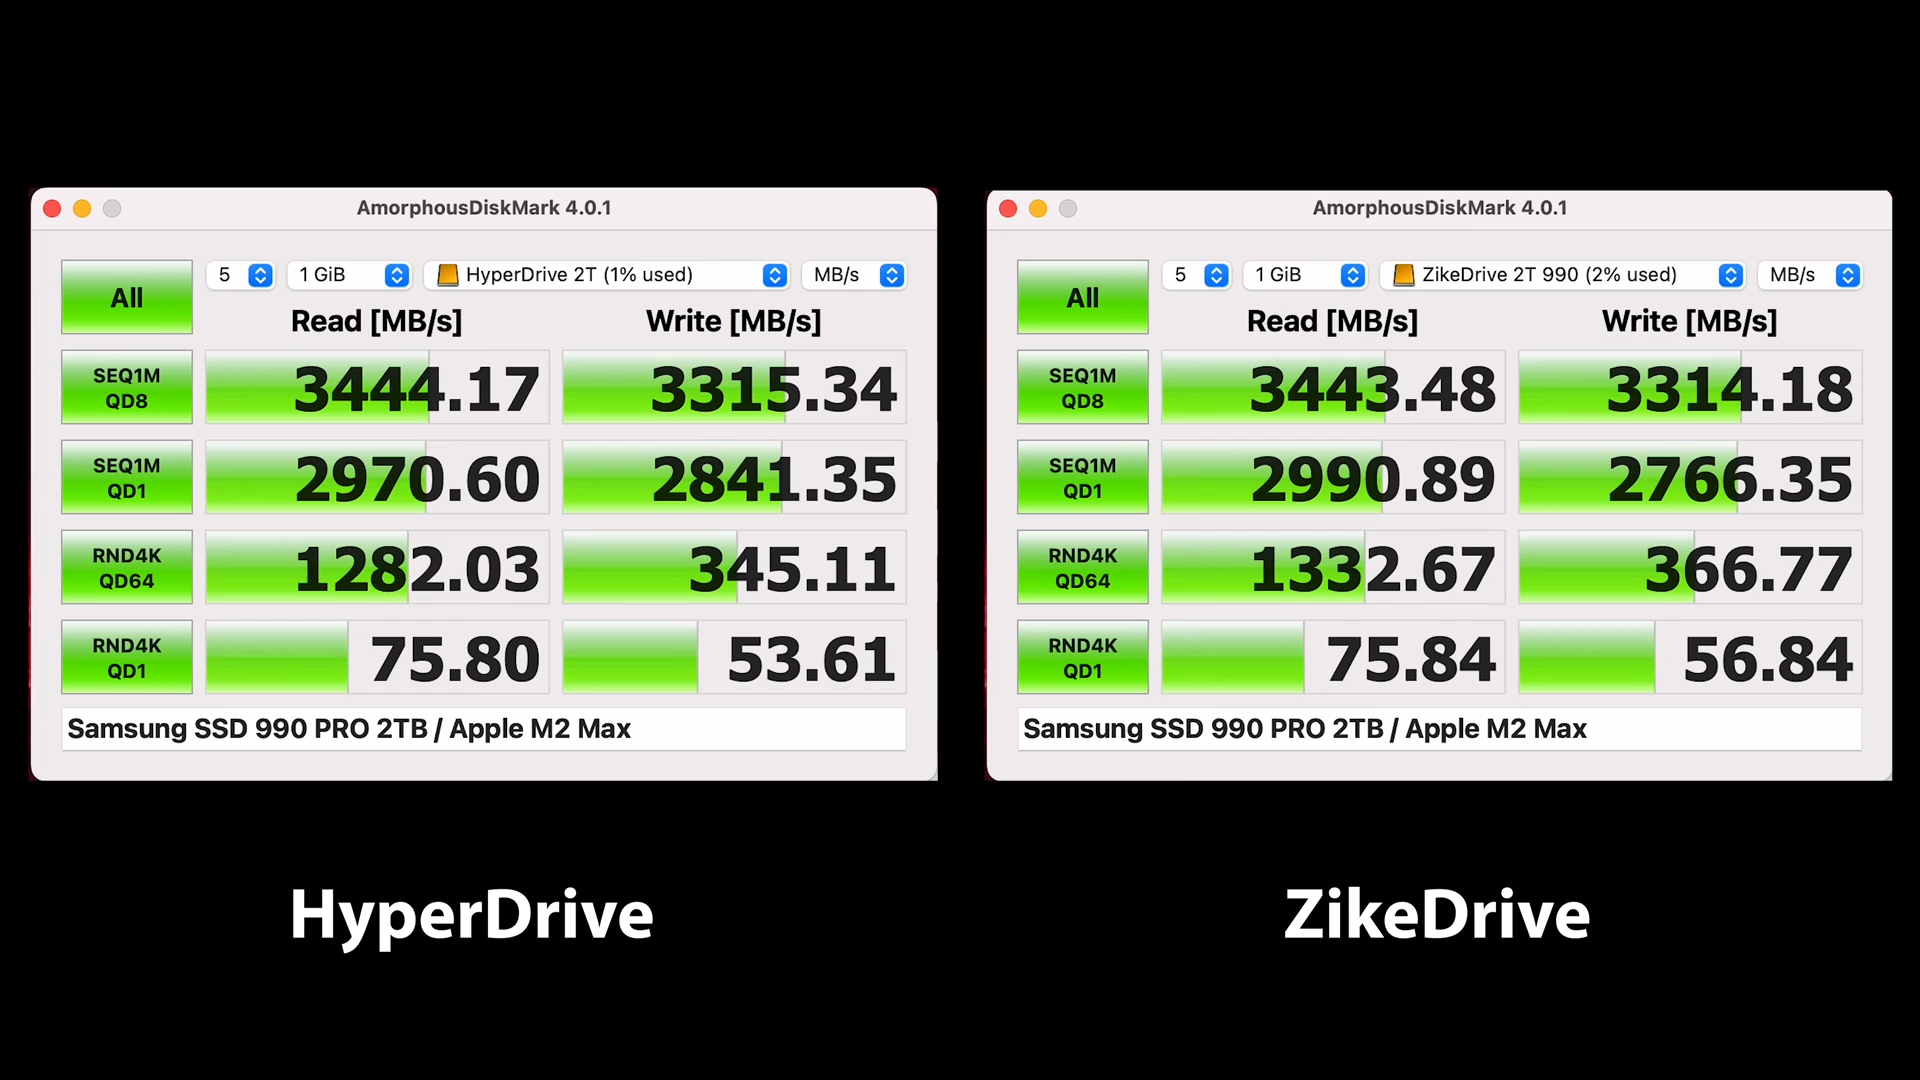 AmorphousDiskMark 4.0.1
All
5
1 GiB
HyperDrive 2T (1% used)
MB/s
Read [MB/s]
Write [MB/s]
SEQ1M
QD8
3444.17
3315.34
SEQ1M
QD1
2970.60
2841.35
RND4K
QD64
1282.03
345.11
RND4K
QD1
75.80
53.61
Samsung SSD 990 PRO 2TB / Apple M2 Max
HyperDrive
AmorphousDiskMark 4.0.1
All
5
1 GiB
ZikeDrive 2T 990 (2% used)
MB/s
Read [MB/s]
Write [MB/s]
SEQ1M
QD8
3443.48
3314.18
SEQ1M
QD1
2990.89
2766.35
RND4K
QD64
1332.67
366.77
RND4K
QD1
75.84
56.84
Samsung SSD 990 PRO 2TB / Apple M2 Max
ZikeDrive